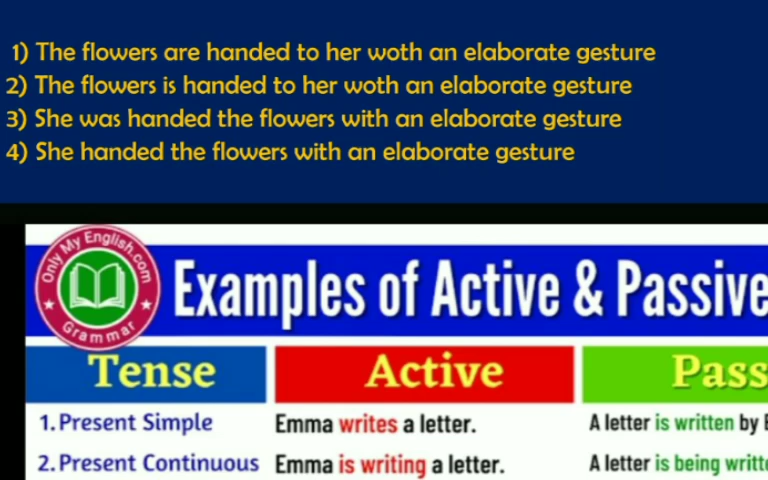 1) The flowers are handed to her woth an elaborate gesture
2) The flowers is handed to her woth an elaborate gesture
3) She was handed the flowers with an elaborate gesture
4) She handed the flowers with an elaborate gesture
Only My English.com
Grammar
Examples of Active & Passive
Tense Active Pass
1. Present Simple Emma writes a letter. A letter is written by E
2. Present Continuous Emma is writing a letter. A letter is being writte